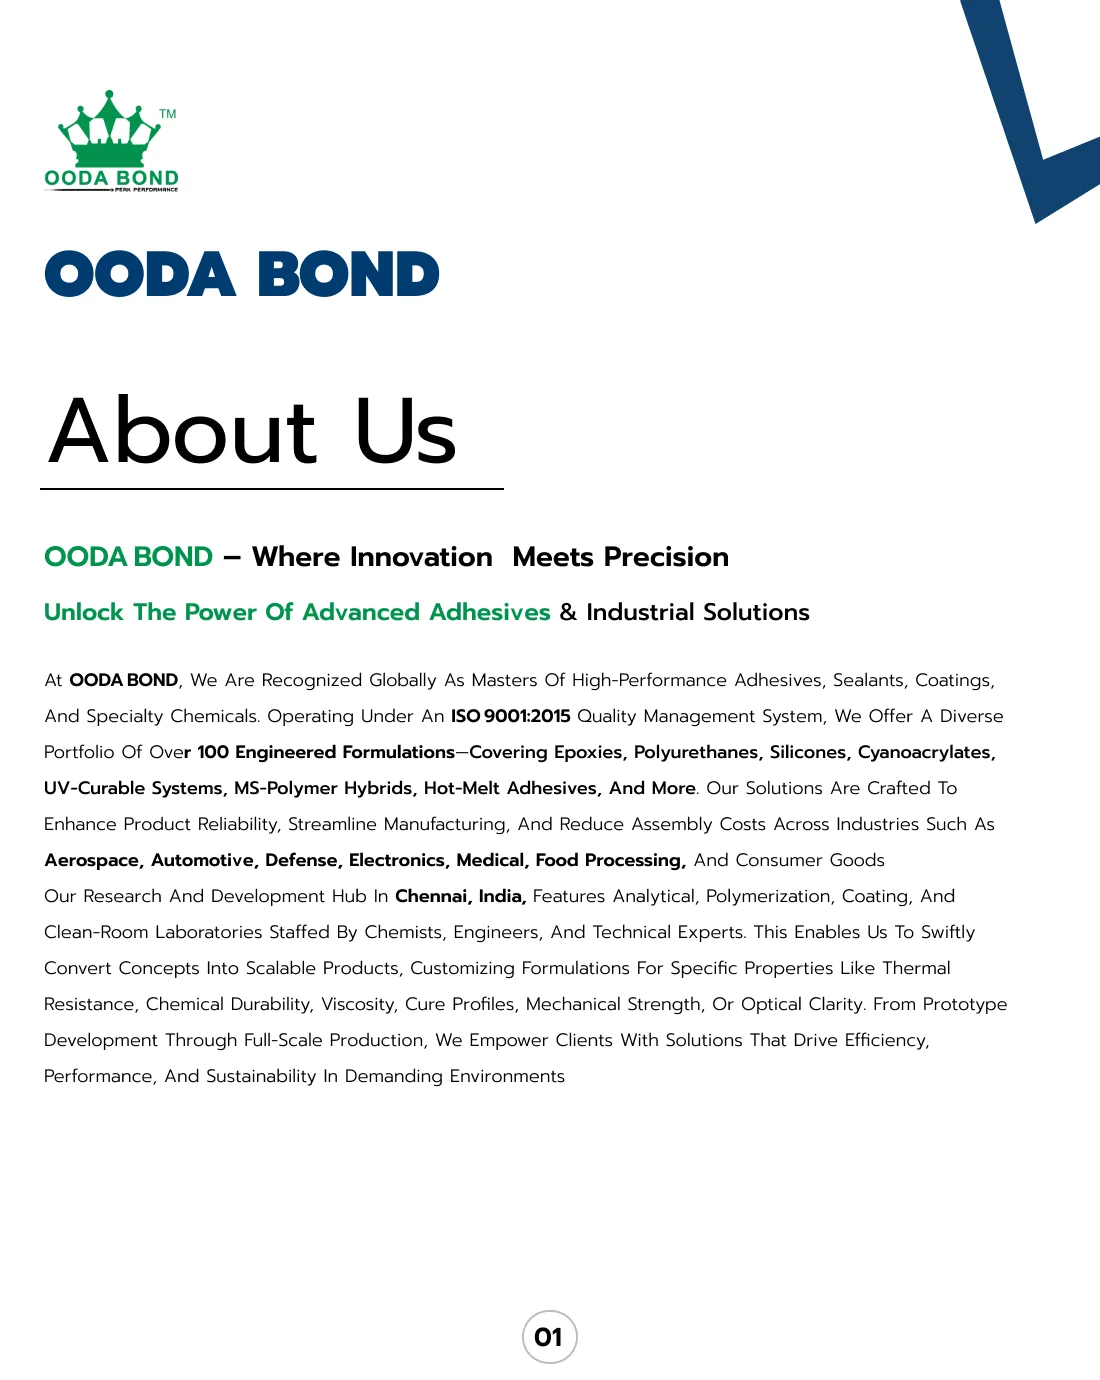 TM
OODA BOND
PEAK PERFORMANCE
OODA BOND
About Us
OODA BOND – Where Innovation  Meets Precision
Unlock The Power Of Advanced Adhesives & Industrial Solutions
At OODA BOND, We Are Recognized Globally As Masters Of High-Performance Adhesives, Sealants, Coatings,
And Specialty Chemicals. Operating Under An ISO 9001:2015 Quality Management System, We Offer A Diverse
Portfolio Of Over 100 Engineered Formulations—Covering Epoxies, Polyurethanes, Silicones, Cyanoacrylates,
UV-Curable Systems, MS-Polymer Hybrids, Hot-Melt Adhesives, And More. Our Solutions Are Crafted To
Enhance Product Reliability, Streamline Manufacturing, And Reduce Assembly Costs Across Industries Such As
Aerospace, Automotive, Defense, Electronics, Medical, Food Processing, And Consumer Goods
Our Research And Development Hub In Chennai, India, Features Analytical, Polymerization, Coating, And
Clean-Room Laboratories Staffed By Chemists, Engineers, And Technical Experts. This Enables Us To Swiftly
Convert Concepts Into Scalable Products, Customizing Formulations For Specific Properties Like Thermal
Resistance, Chemical Durability, Viscosity, Cure Profiles, Mechanical Strength, Or Optical Clarity. From Prototype
Development Through Full-Scale Production, We Empower Clients With Solutions That Drive Efficiency,
Performance, And Sustainability In Demanding Environments
01